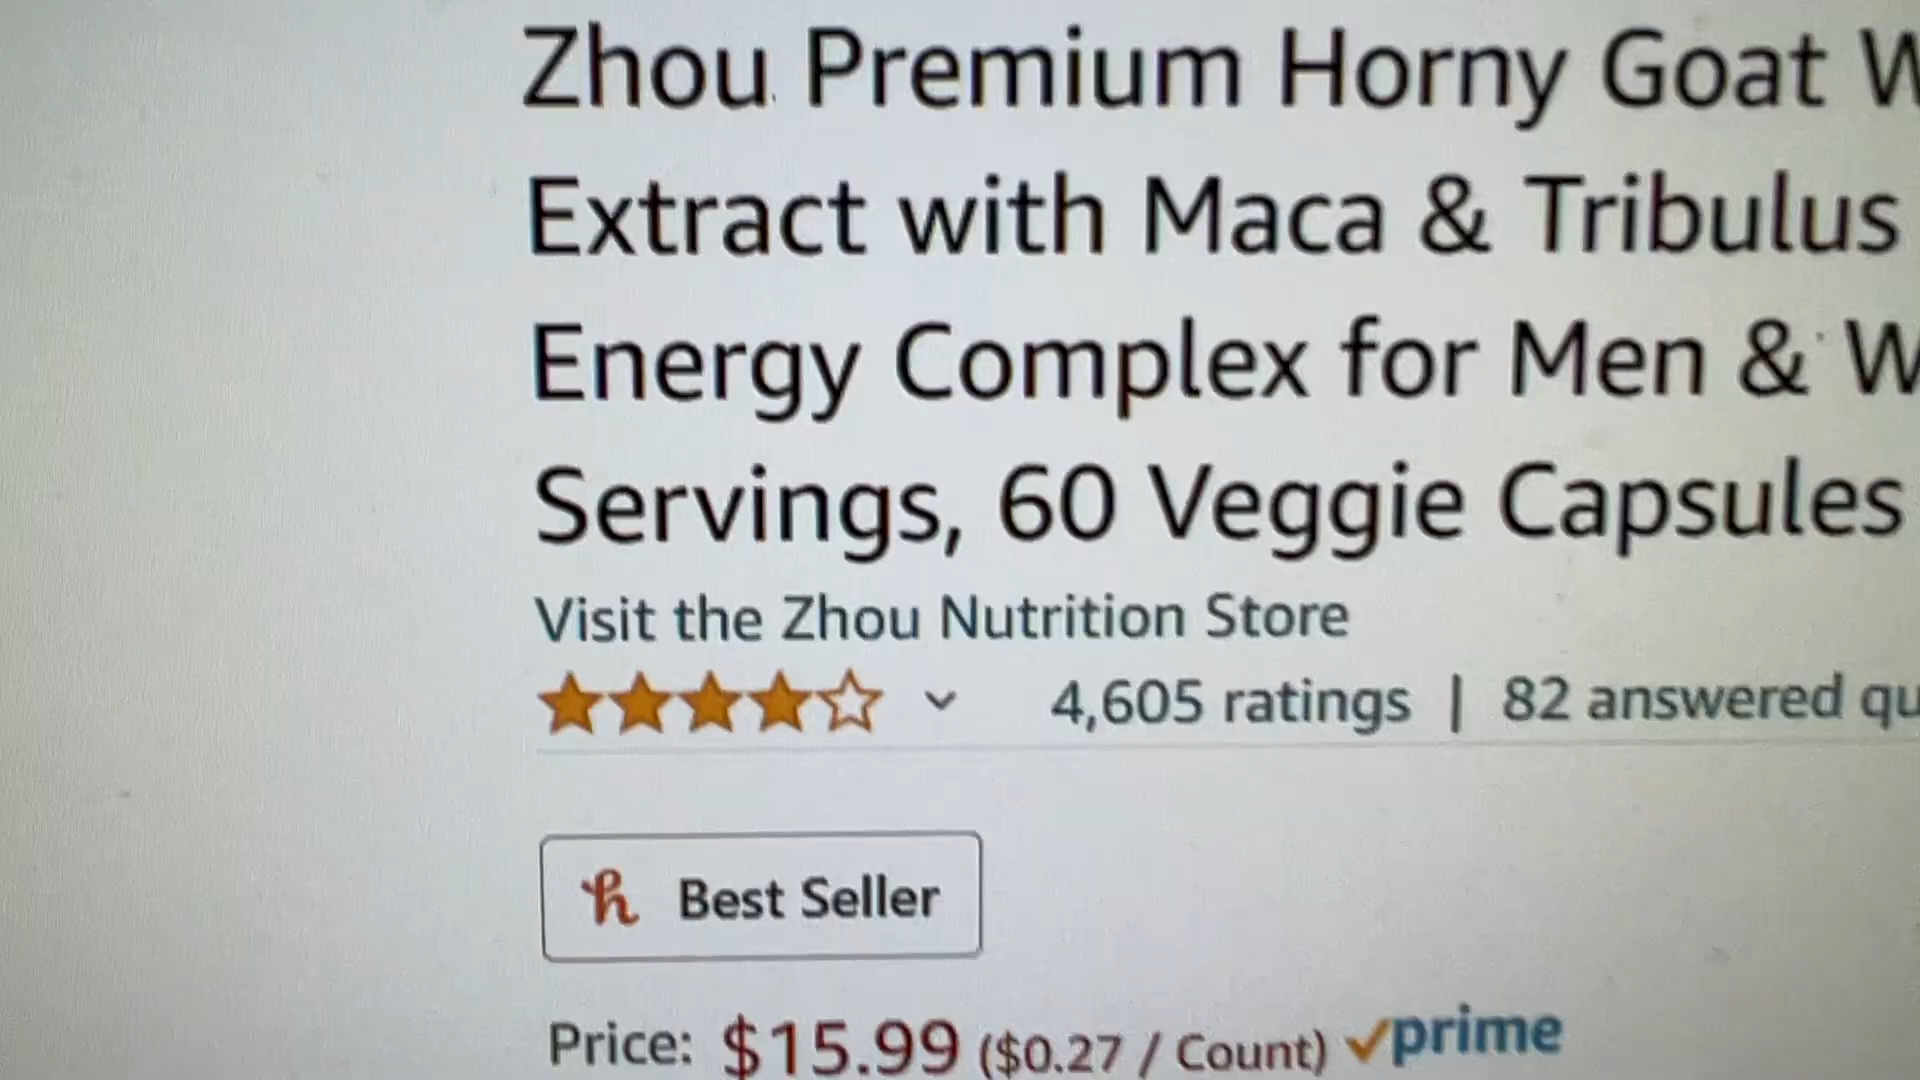 Zhou Premium Horny Goat W
Extract with Maca & Tribulus
Energy Complex for Men & W
Servings, 60 Veggie Capsules
Visit the Zhou Nutrition Store
4,605 ratings | 82 answered qu
h Best Seller
Price: $15.99 ($0.27 / Count) prime